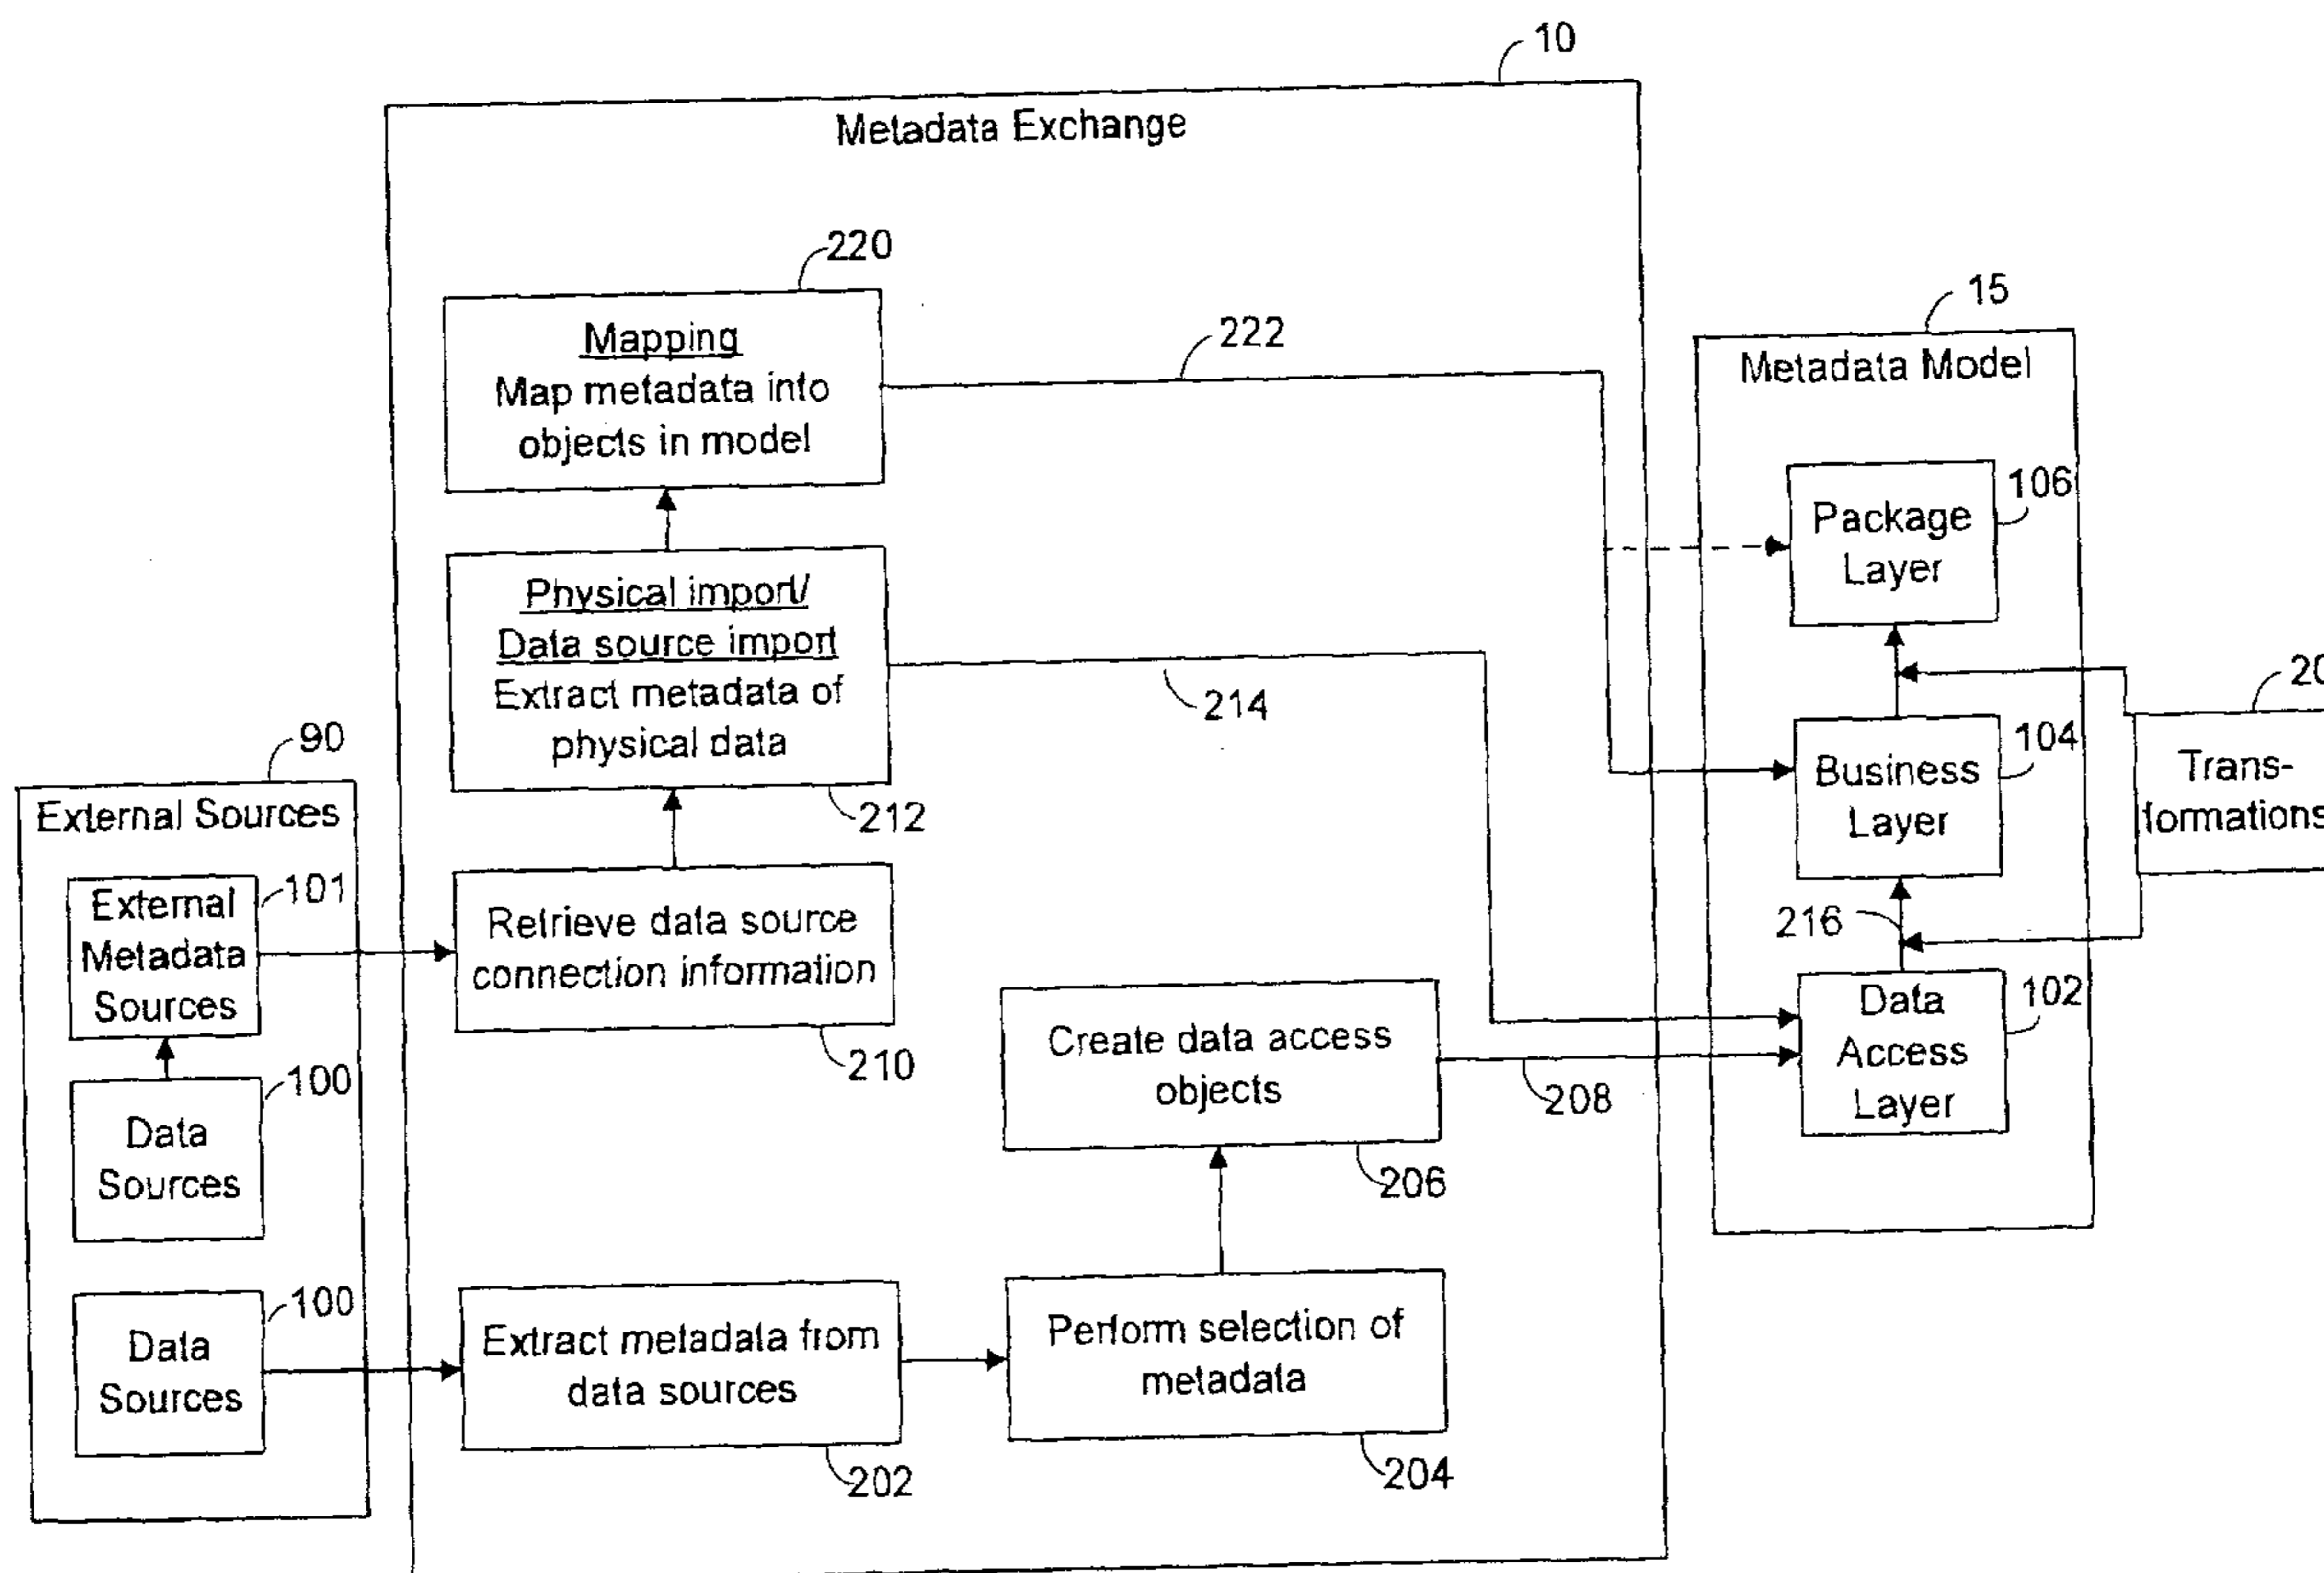 10
Metadata Exchange
220
Mapping
Map metadata into
objects in model
222
15
Metadata Model
Package
Layer
106
Physical import/
Data source import
Extract metadata of
physical data
212
214
20
Trans-
formations
Business
Layer
104
90
External Sources
External
Metadata
Sources
101
Retrieve data source
connection information
210
216
Data
Access
Layer
102
Create data access
objects
206
208
Data
Sources
100
Data
Sources
100
Extract metadata from
data sources
202
Perform selection of
metadata
204